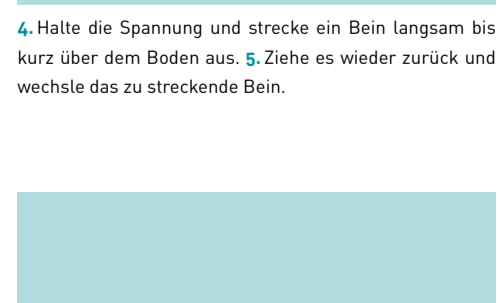 4. Halte die Spannung und strecke ein Bein langsam bis
kurz über dem Boden aus. 5. Ziehe es wieder zurück und
wechsle das zu streckende Bein.